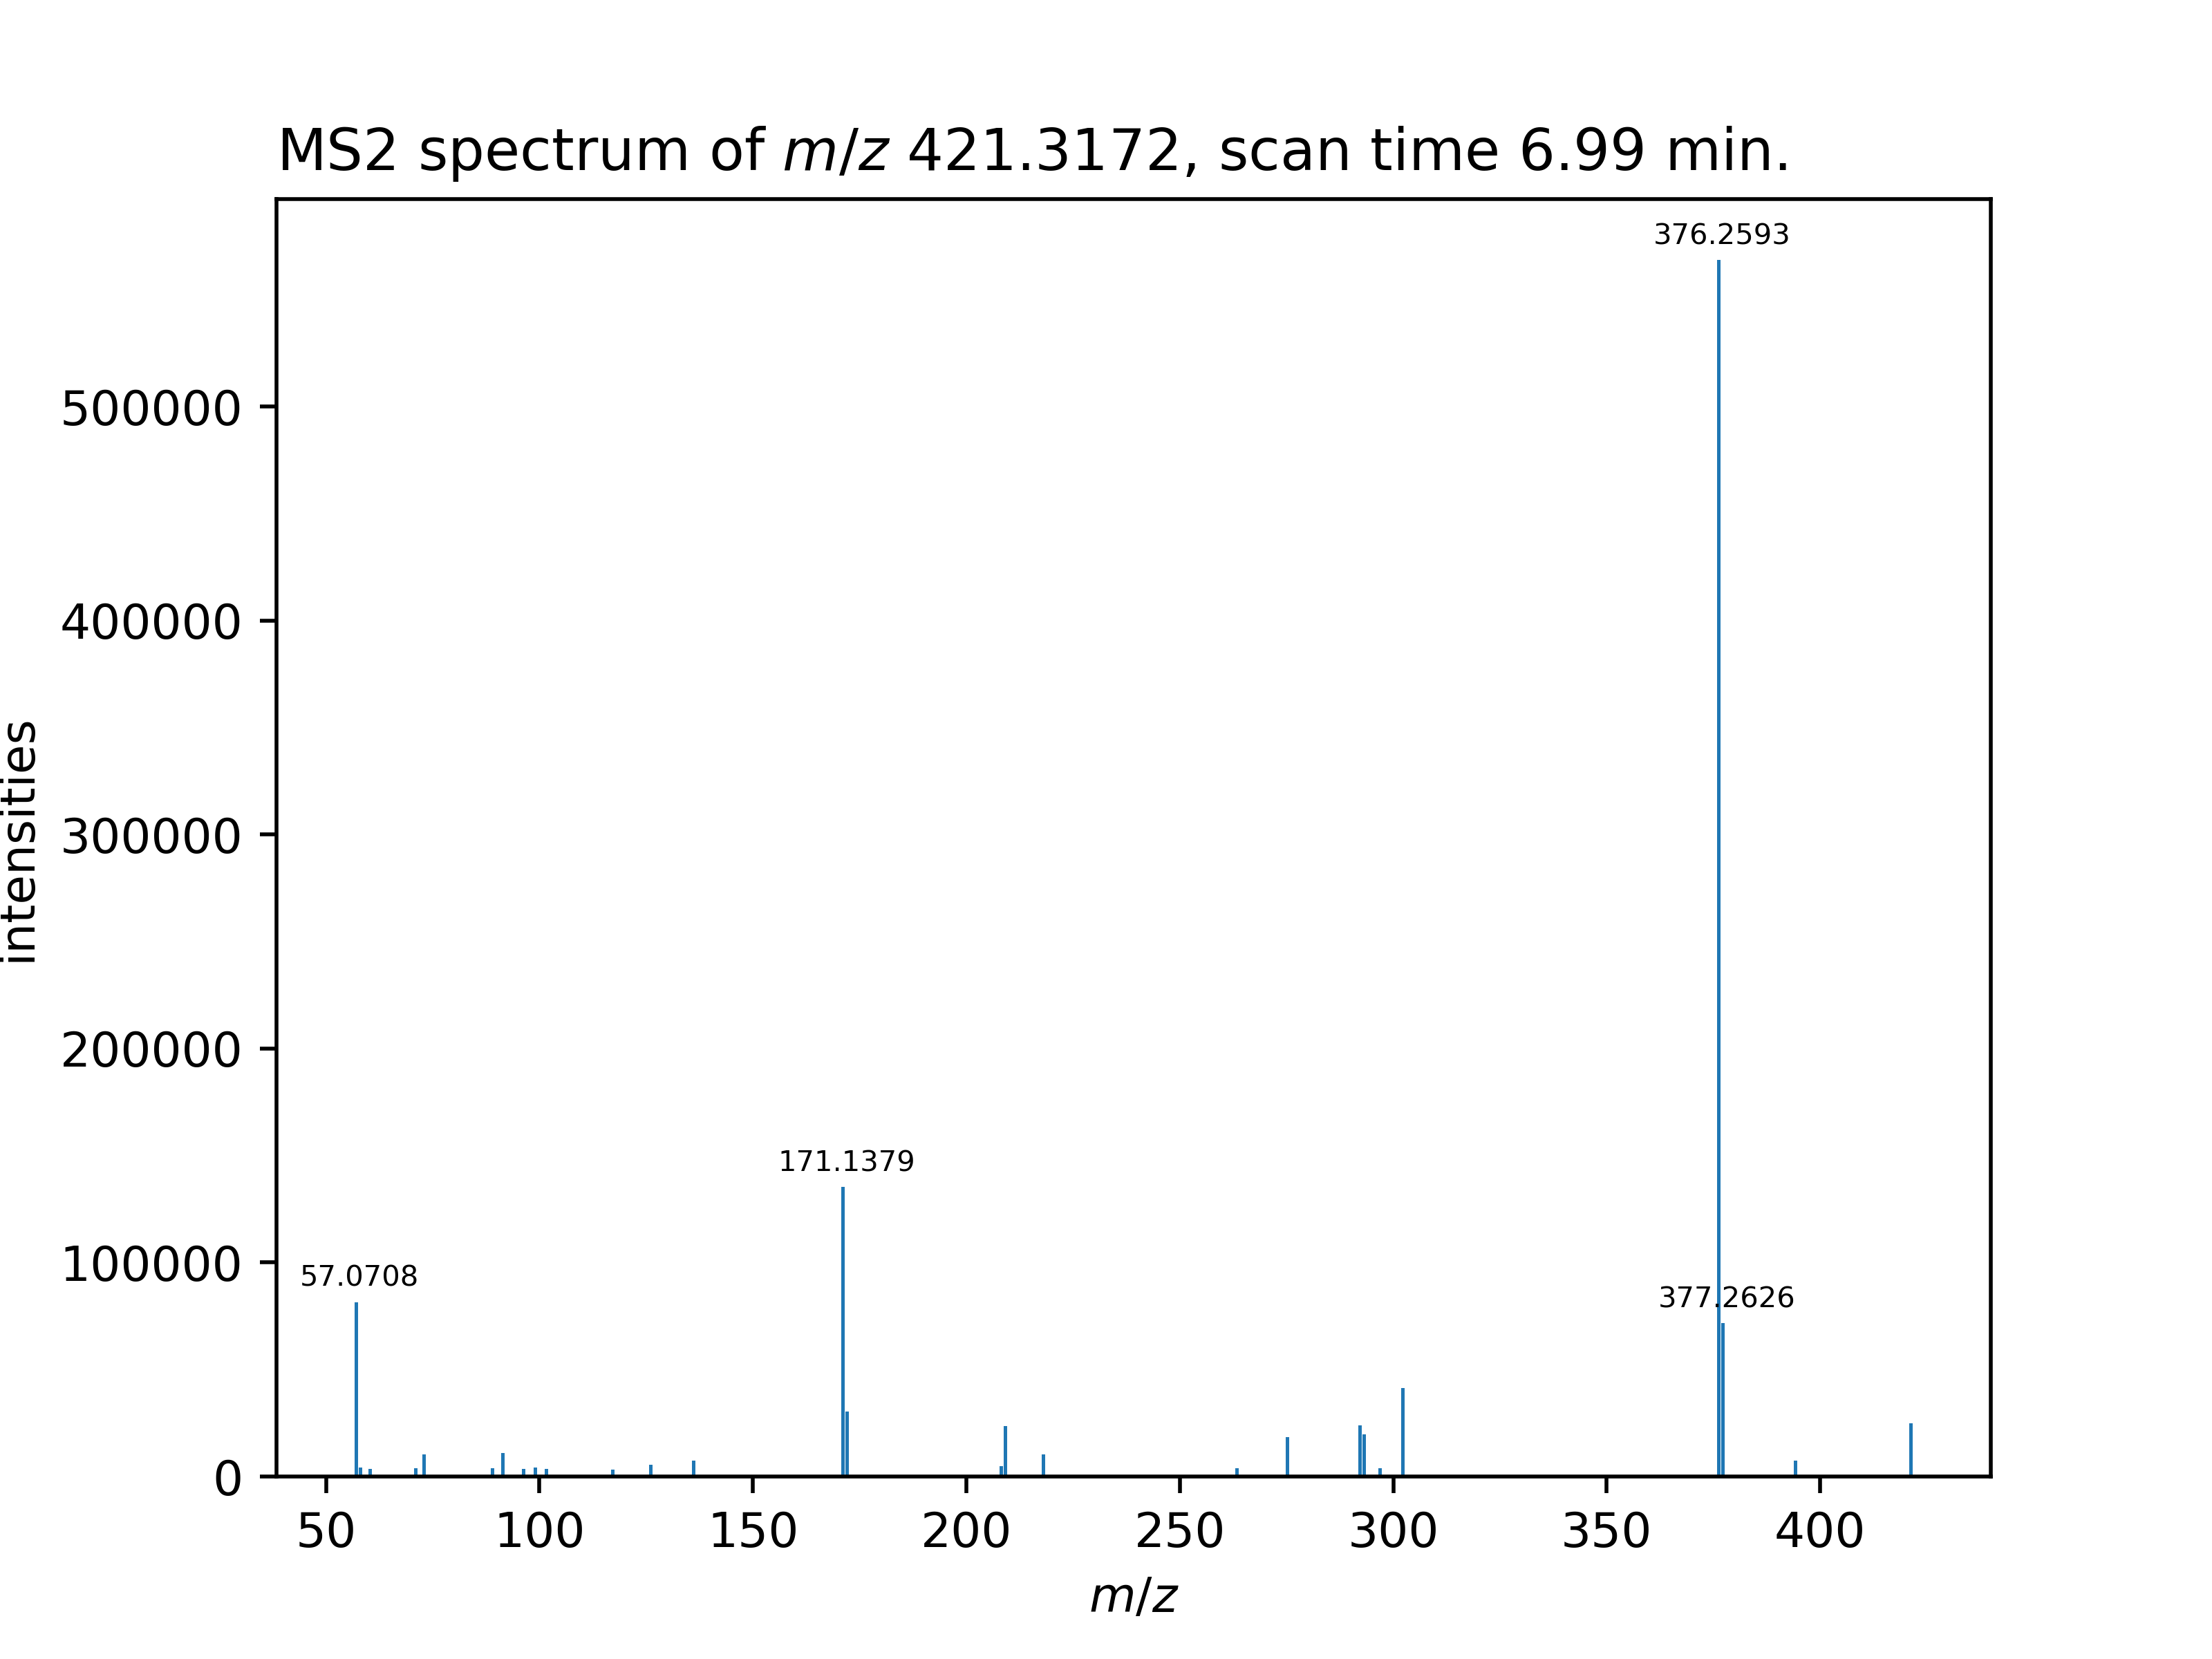 MS2 spectrum of m/z 421.3172, scan time 6.99 min.
376.2593
500000
400000
300000
200000
171.1379
100000
57.0708
377.2626
0
50 100 150 200 250 300 350 400
m/z
intensities